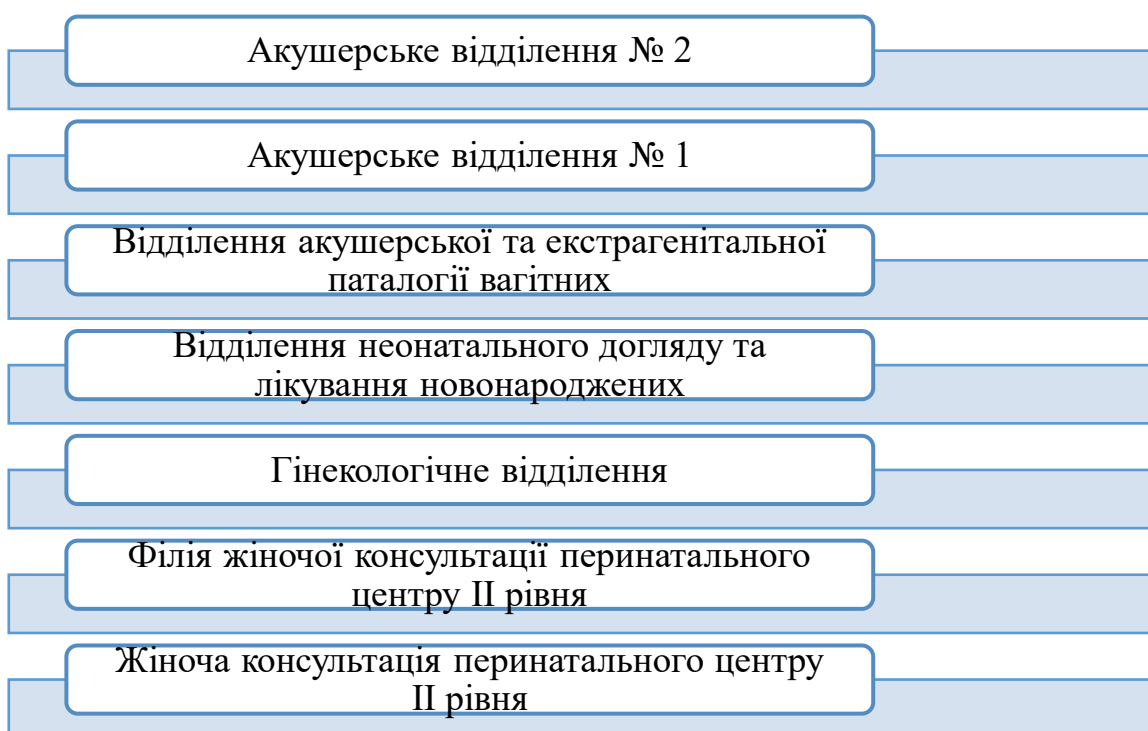 Акушерське відділення № 2
Акушерське відділення № 1
Відділення акушерської та екстрагенітальної
паталогії вагітних
Відділення неонатального догляду та
лікування новонароджених
Гінекологічне відділення
Філія жіночої консультації перинатального
центру ІІ рівня
Жіноча консультація перинатального центру
ІІ рівня